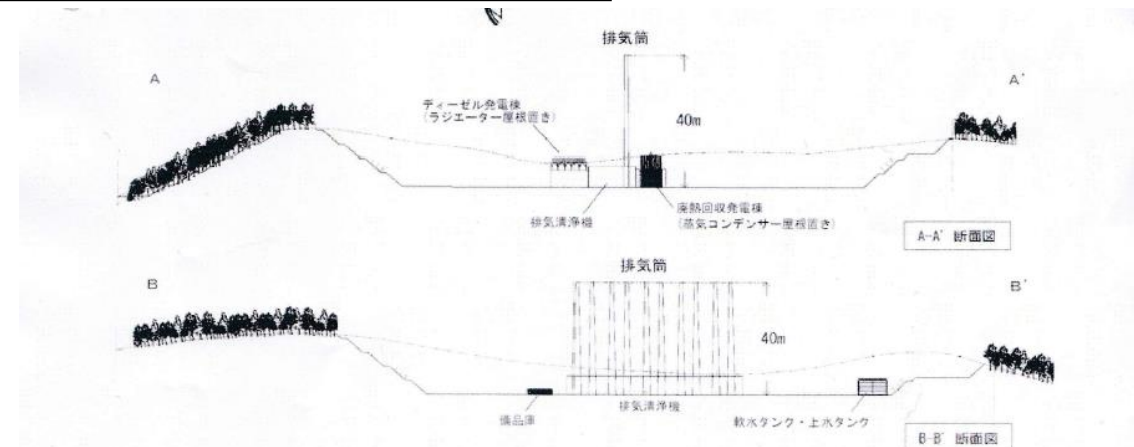 排気筒
A
A'
ディーゼル発電棟
(ラジエーター屋根置き)
40m
排気清浄機
廃熱回収発電棟
(蒸気コンデンサー屋根置き)
A-A' 断面図
排気筒
B
B'
40m
備品庫
排気清浄機
軟水タンク・上水タンク
B-B' 断面図